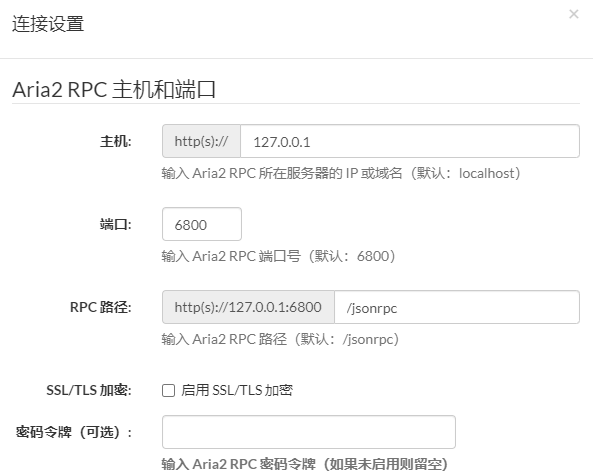 连接设置
×
Aria2 RPC 主机和端口
主机: http(s):// 127.0.0.1
输入 Aria2 RPC 所在服务器的 IP 或域名（默认：localhost）
端口: 6800
输入 Aria2 RPC 端口号（默认：6800）
RPC 路径: http(s)://127.0.0.1:6800 /jsonrpc
输入 Aria2 RPC 路径（默认：/jsonrpc）
SSL/TLS 加密: 启用 SSL/TLS 加密
密码令牌（可选）:
输入 Aria2 RPC 密码令牌（如果未启用则留空）